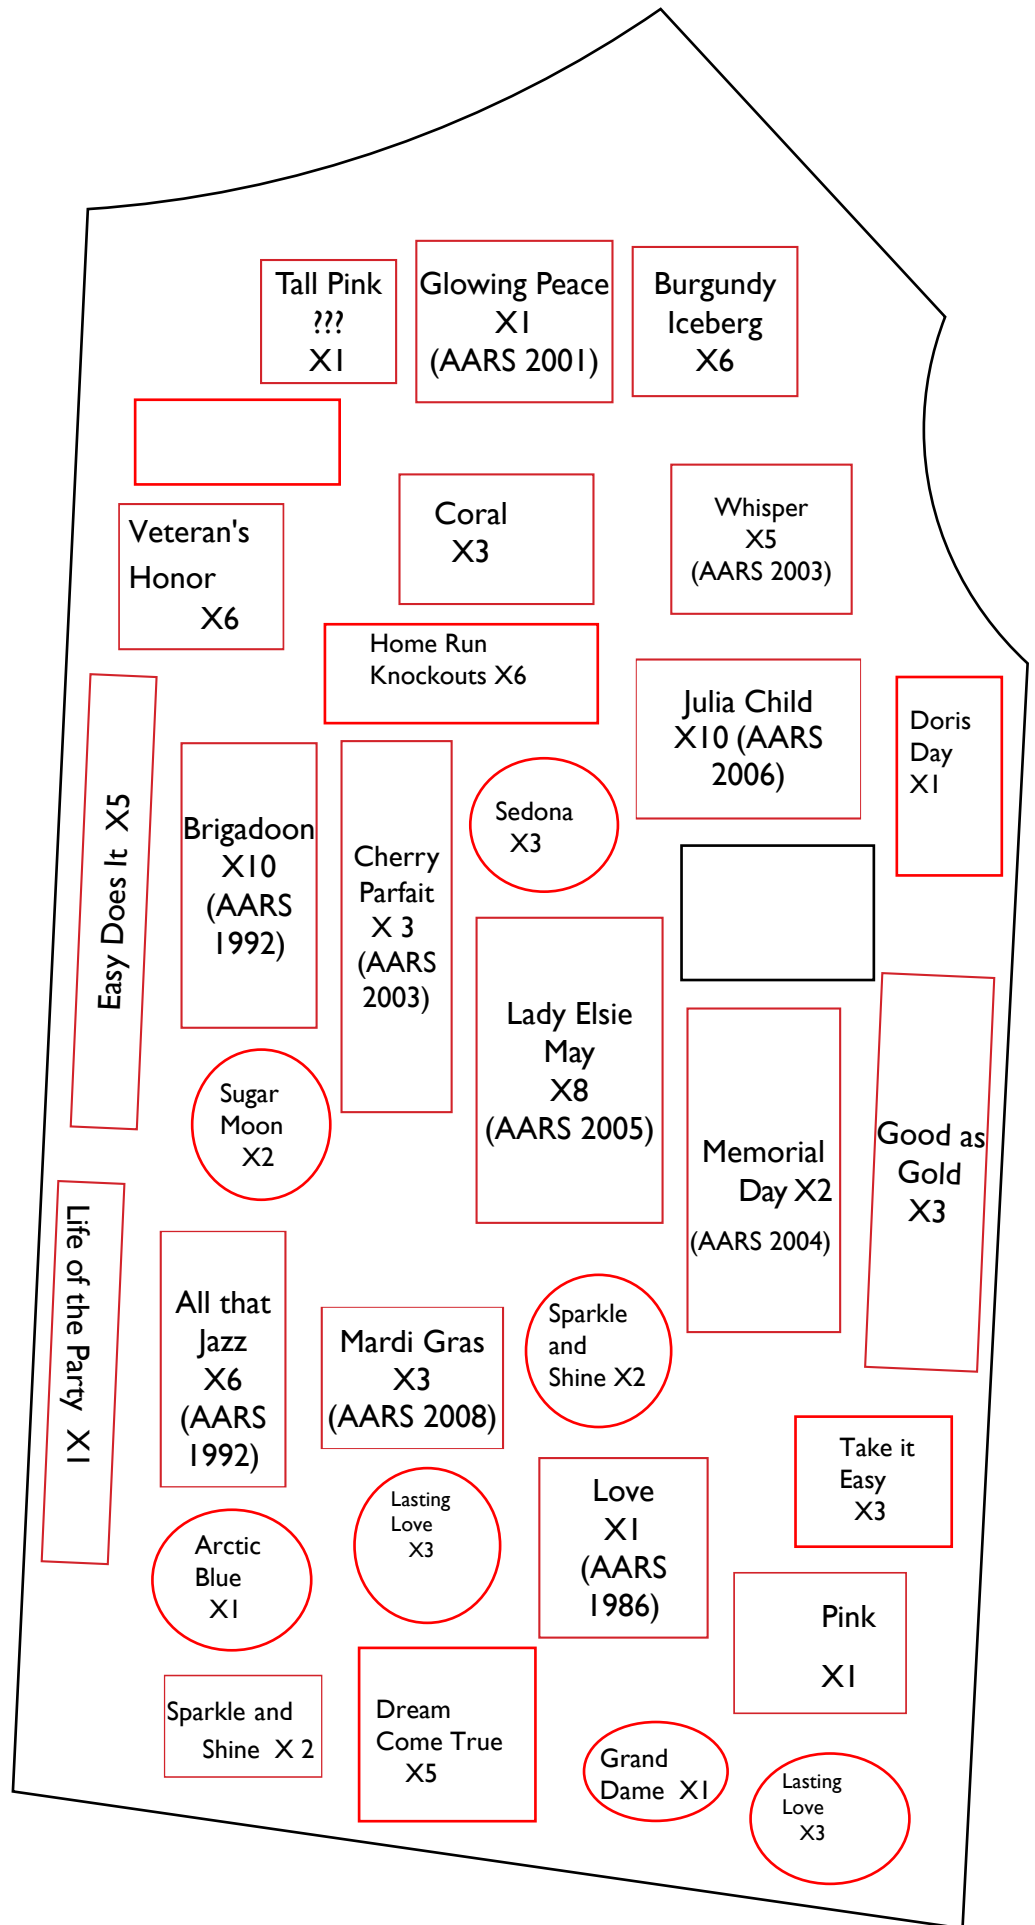 Tall Pink
???
X1
Glowing Peace
X1
(AARS 2001)
Burgundy
Iceberg
X6
Veteran's
Honor
X6
Coral
X3
Whisper
X5
(AARS 2003)
Home Run
Knockouts X6
Julia Child
X10 (AARS
2006)
Doris
Day
X1
Easy Does It X5
Brigadoon
X10
(AARS
1992)
Cherry
Parfait
X 3
(AARS
2003)
Sedona
X3
Lady Elsie
May
X8
(AARS 2005)
Sugar
Moon
X2
Memorial
Day X2
(AARS 2004)
Good as
Gold
X3
Life of the Party X1
All that
Jazz
X6
(AARS
1992)
Mardi Gras
X3
(AARS 2008)
Sparkle
and
Shine X2
Take it
Easy
X3
Lasting
Love
X3
Love
X1
(AARS
1986)
Arctic
Blue
X1
Pink
X1
Sparkle and
Shine X 2
Dream
Come True
X5
Grand
Dame X1
Lasting
Love
X3